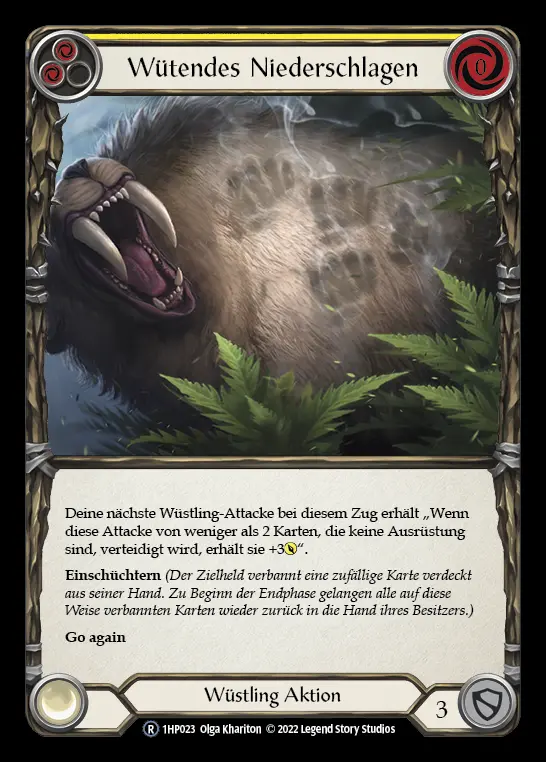 Wütendes Niederschlagen
0
Deine nächste Wüstling-Attacke bei diesem Zug erhält „Wenn
diese Attacke von weniger als 2 Karten, die keine Ausrüstung
sind, verteidigt wird, erhält sie +3“.
Einschüchtern (Der Zielheld verbannt eine zufällige Karte verdeckt
aus seiner Hand. Zu Beginn der Endphase gelangen alle auf diese
Weise verbannten Karten wieder zurück in die Hand ihres Besitzers.)
Go again
Wüstling Aktion
3
R 1HP023 Olga Khariton © 2022 Legend Story Studios